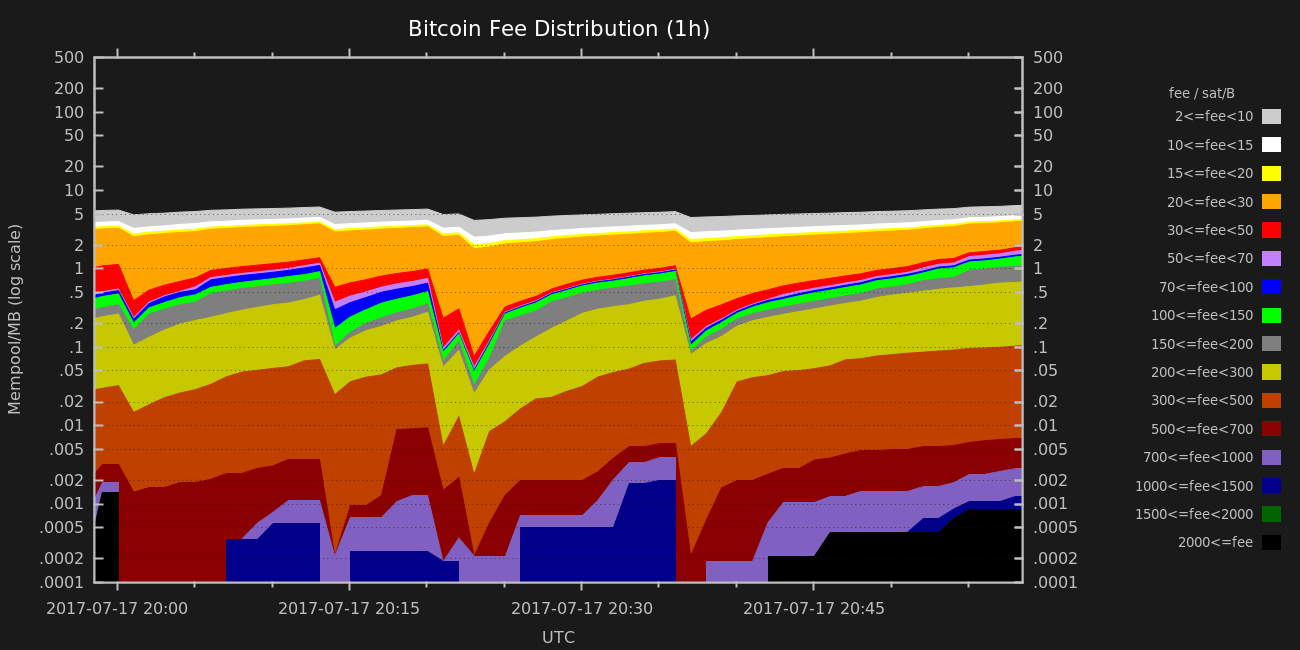 Bitcoin Fee Distribution (1h)
500
200
100
50
20
10
5
2
1
.5
.2
.1
.05
.02
.01
.005
.002
.001
.0005
.0002
.0001
Mempool/MB (log scale)
500
200
100
50
20
10
5
2
1
.5
.2
.1
.05
.02
.01
.005
.002
.001
.0005
.0002
.0001
2017-07-17 20:00 2017-07-17 20:15 2017-07-17 20:30 2017-07-17 20:45
UTC
fee / sat/B
2<=fee<10
10<=fee<15
15<=fee<20
20<=fee<30
30<=fee<50
50<=fee<70
70<=fee<100
100<=fee<150
150<=fee<200
200<=fee<300
300<=fee<500
500<=fee<700
700<=fee<1000
1000<=fee<1500
1500<=fee<2000
2000<=fee